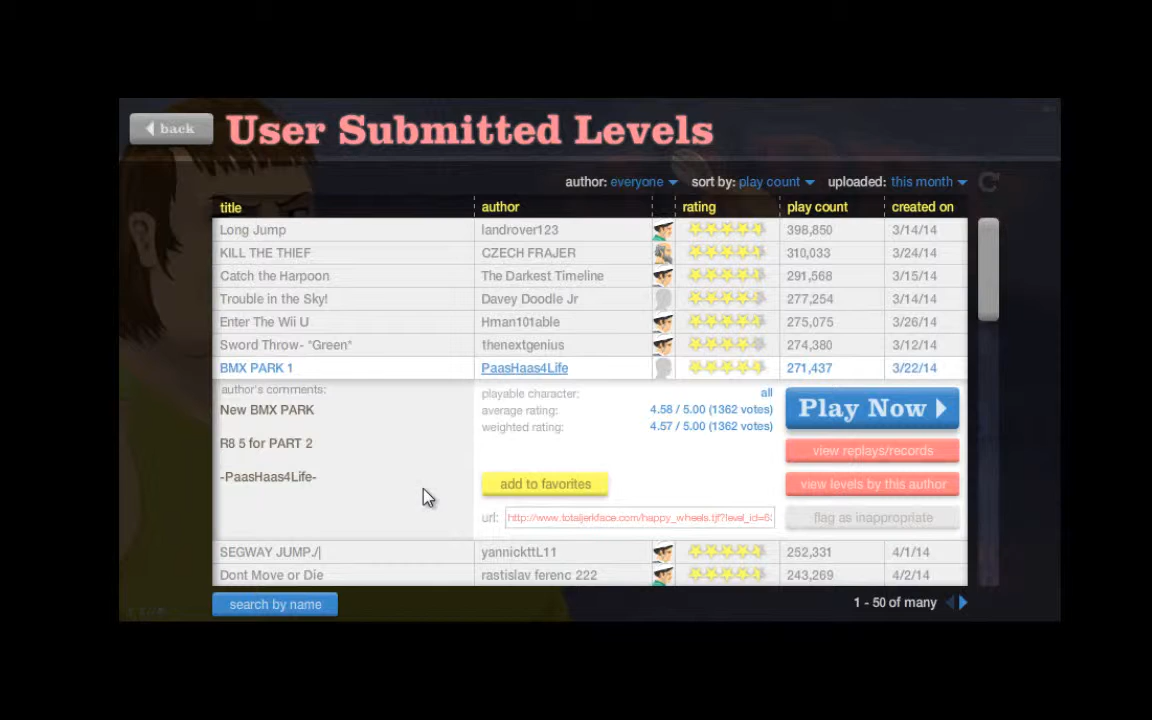 back
User Submitted Levels
author: everyone sort by: play count uploaded: this month
title author rating play count created on
Long Jump landrover123 398,850 3/14/14
KILL THE THIEF CZECH FRAJER 310,033 3/24/14
Catch the Harpoon The Darkest Timeline 291,568 3/15/14
Trouble in the Sky! Davey Doodle Jr 277,254 3/14/14
Enter The Wii U Hman101able 275,075 3/26/14
Sword Throw- *Green* thenextgenius 274,380 3/12/14
BMX PARK 1 PaasHaas4Life 271,437 3/22/14
author's comments:
New BMX PARK
R8 5 for PART 2
-PaasHaas4Life-
playable character: all
average rating: 4.58 / 5.00 (1362 votes)
weighted rating: 4.57 / 5.00 (1362 votes)
add to favorites
url: http://www.totaljerkface.com/happy_wheels.tjf?level_id=6
Play Now
view replays/records
view levels by this author
flag as inappropriate
SEGWAY JUMP./| yannickttL11 252,331 4/1/14
Dont Move or Die rastislav ferenc 222 243,269 4/2/14
search by name
1 - 50 of many